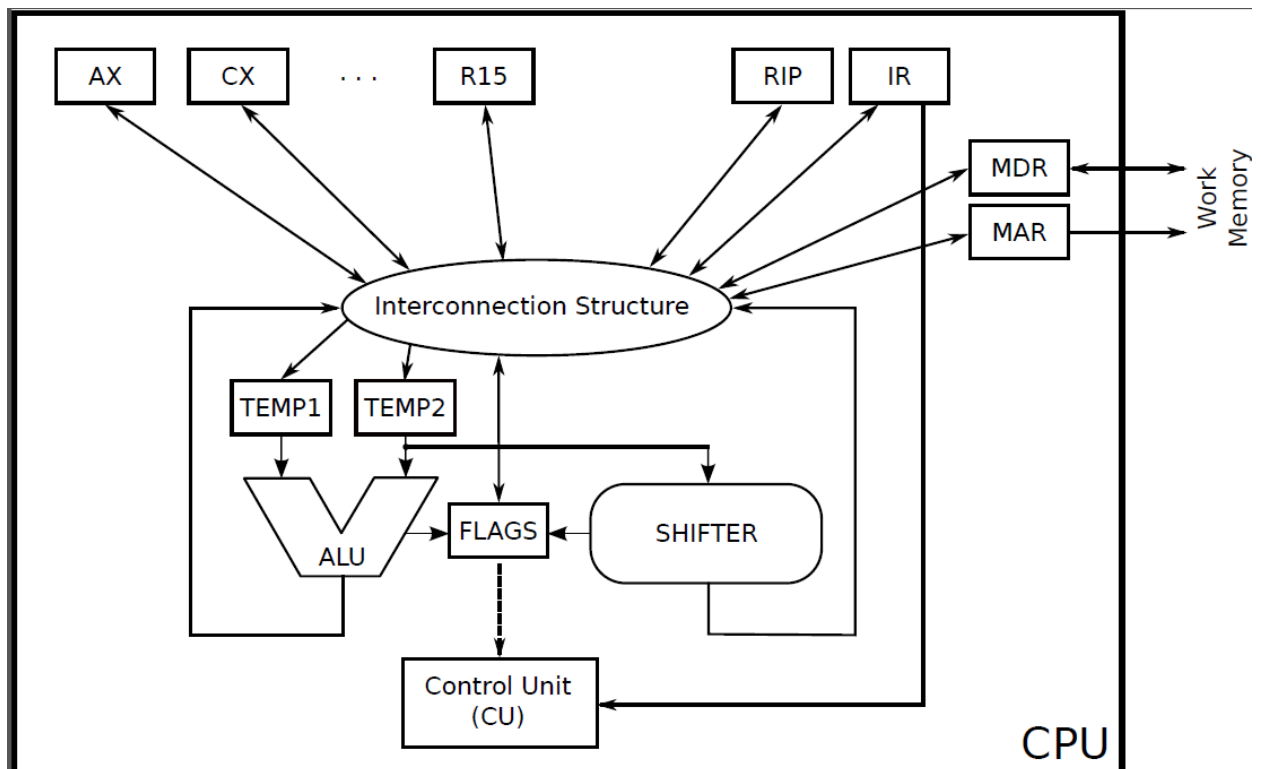 AX
CX
. . .
R15
RIP
IR
MDR
MAR
Work
Memory
Interconnection Structure
TEMP1
TEMP2
ALU
FLAGS
SHIFTER
Control Unit
(CU)
CPU